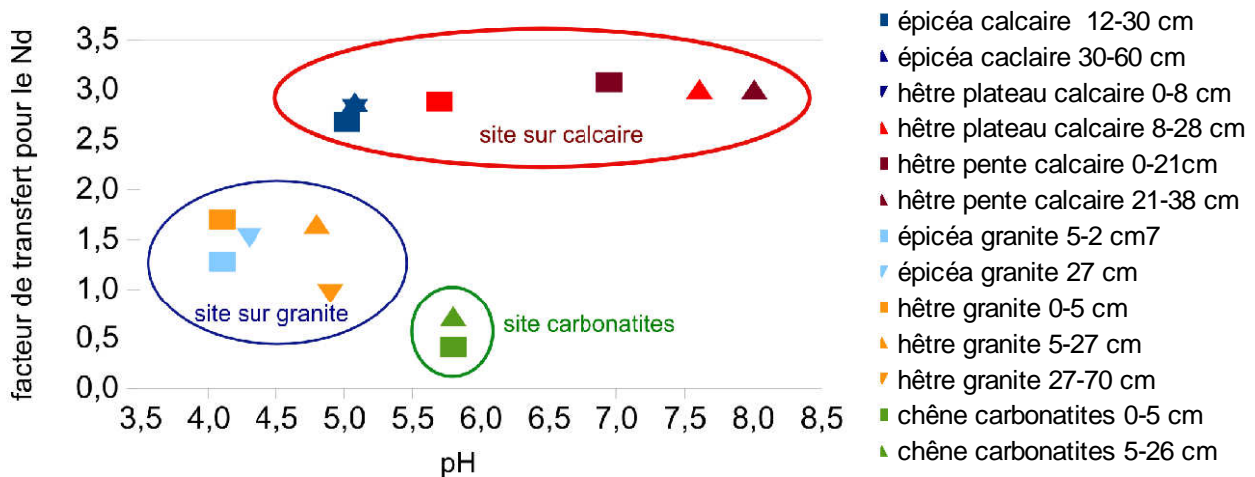 facteur de transfert pour le Nd
3,5
3,0
2,5
2,0
1,5
1,0
0,5
0,0
site sur calcaire
site sur granite
site carbonatites
3,5 4,0 4,5 5,0 5,5 6,0 6,5 7,0 7,5 8,0 8,5
pH
épicéa calcaire 12-30 cm
épicéa caclaire 30-60 cm
hêtre plateau calcaire 0-8 cm
hêtre plateau calcaire 8-28 cm
hêtre pente calcaire 0-21cm
hêtre pente calcaire 21-38 cm
épicéa granite 5-2 cm7
épicéa granite 27 cm
hêtre granite 0-5 cm
hêtre granite 5-27 cm
hêtre granite 27-70 cm
chêne carbonatites 0-5 cm
chêne carbonatites 5-26 cm